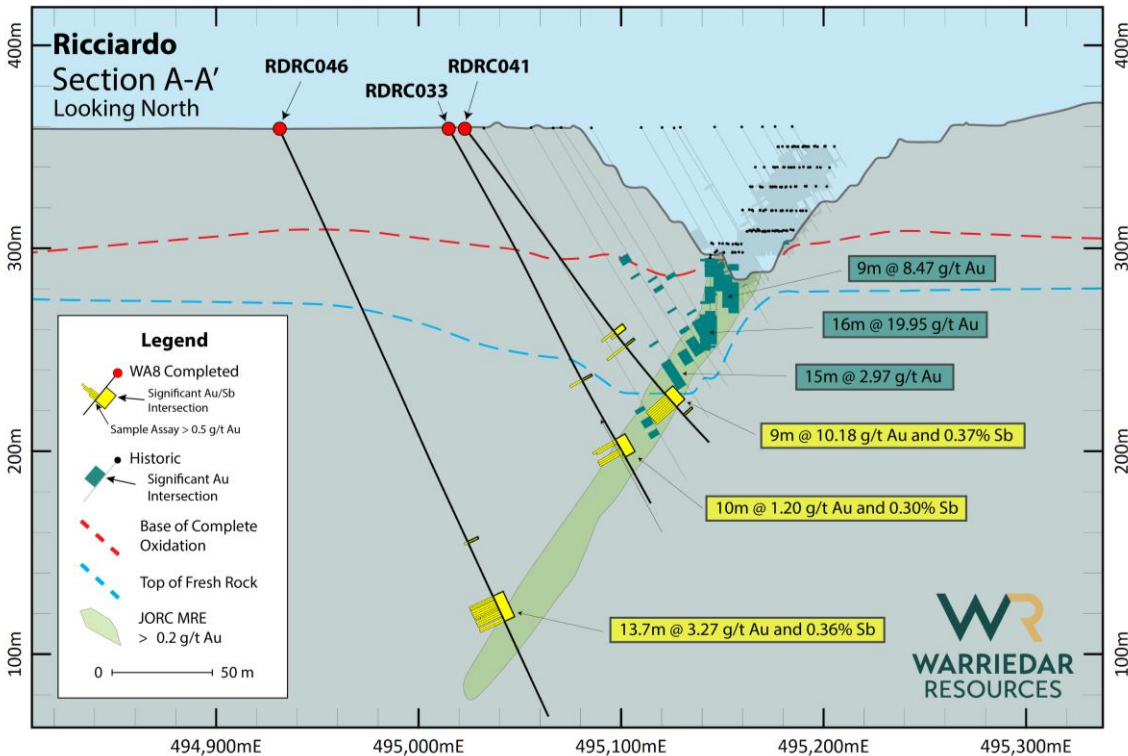 Ricciardo
Section A-A'
Looking North
RDRC046
RDRC041
RDRC033
400m
300m
200m
100m
400m
300m
200m
100m
9m @ 8.47 g/t Au
16m @ 19.95 g/t Au
15m @ 2.97 g/t Au
9m @ 10.18 g/t Au and 0.37% Sb
10m @ 1.20 g/t Au and 0.30% Sb
13.7m @ 3.27 g/t Au and 0.36% Sb
Legend
WA8 Completed
Significant Au/Sb
Intersection
Sample Assay > 0.5 g/t Au
Historic
Significant Au
Intersection
Base of Complete
Oxidation
Top of Fresh Rock
JORC MRE
> 0.2 g/t Au
0 50 m
WR
WARRIEDAR
RESOURCES
494,900mE 495,000mE 495,100mE 495,200mE 495,300mE